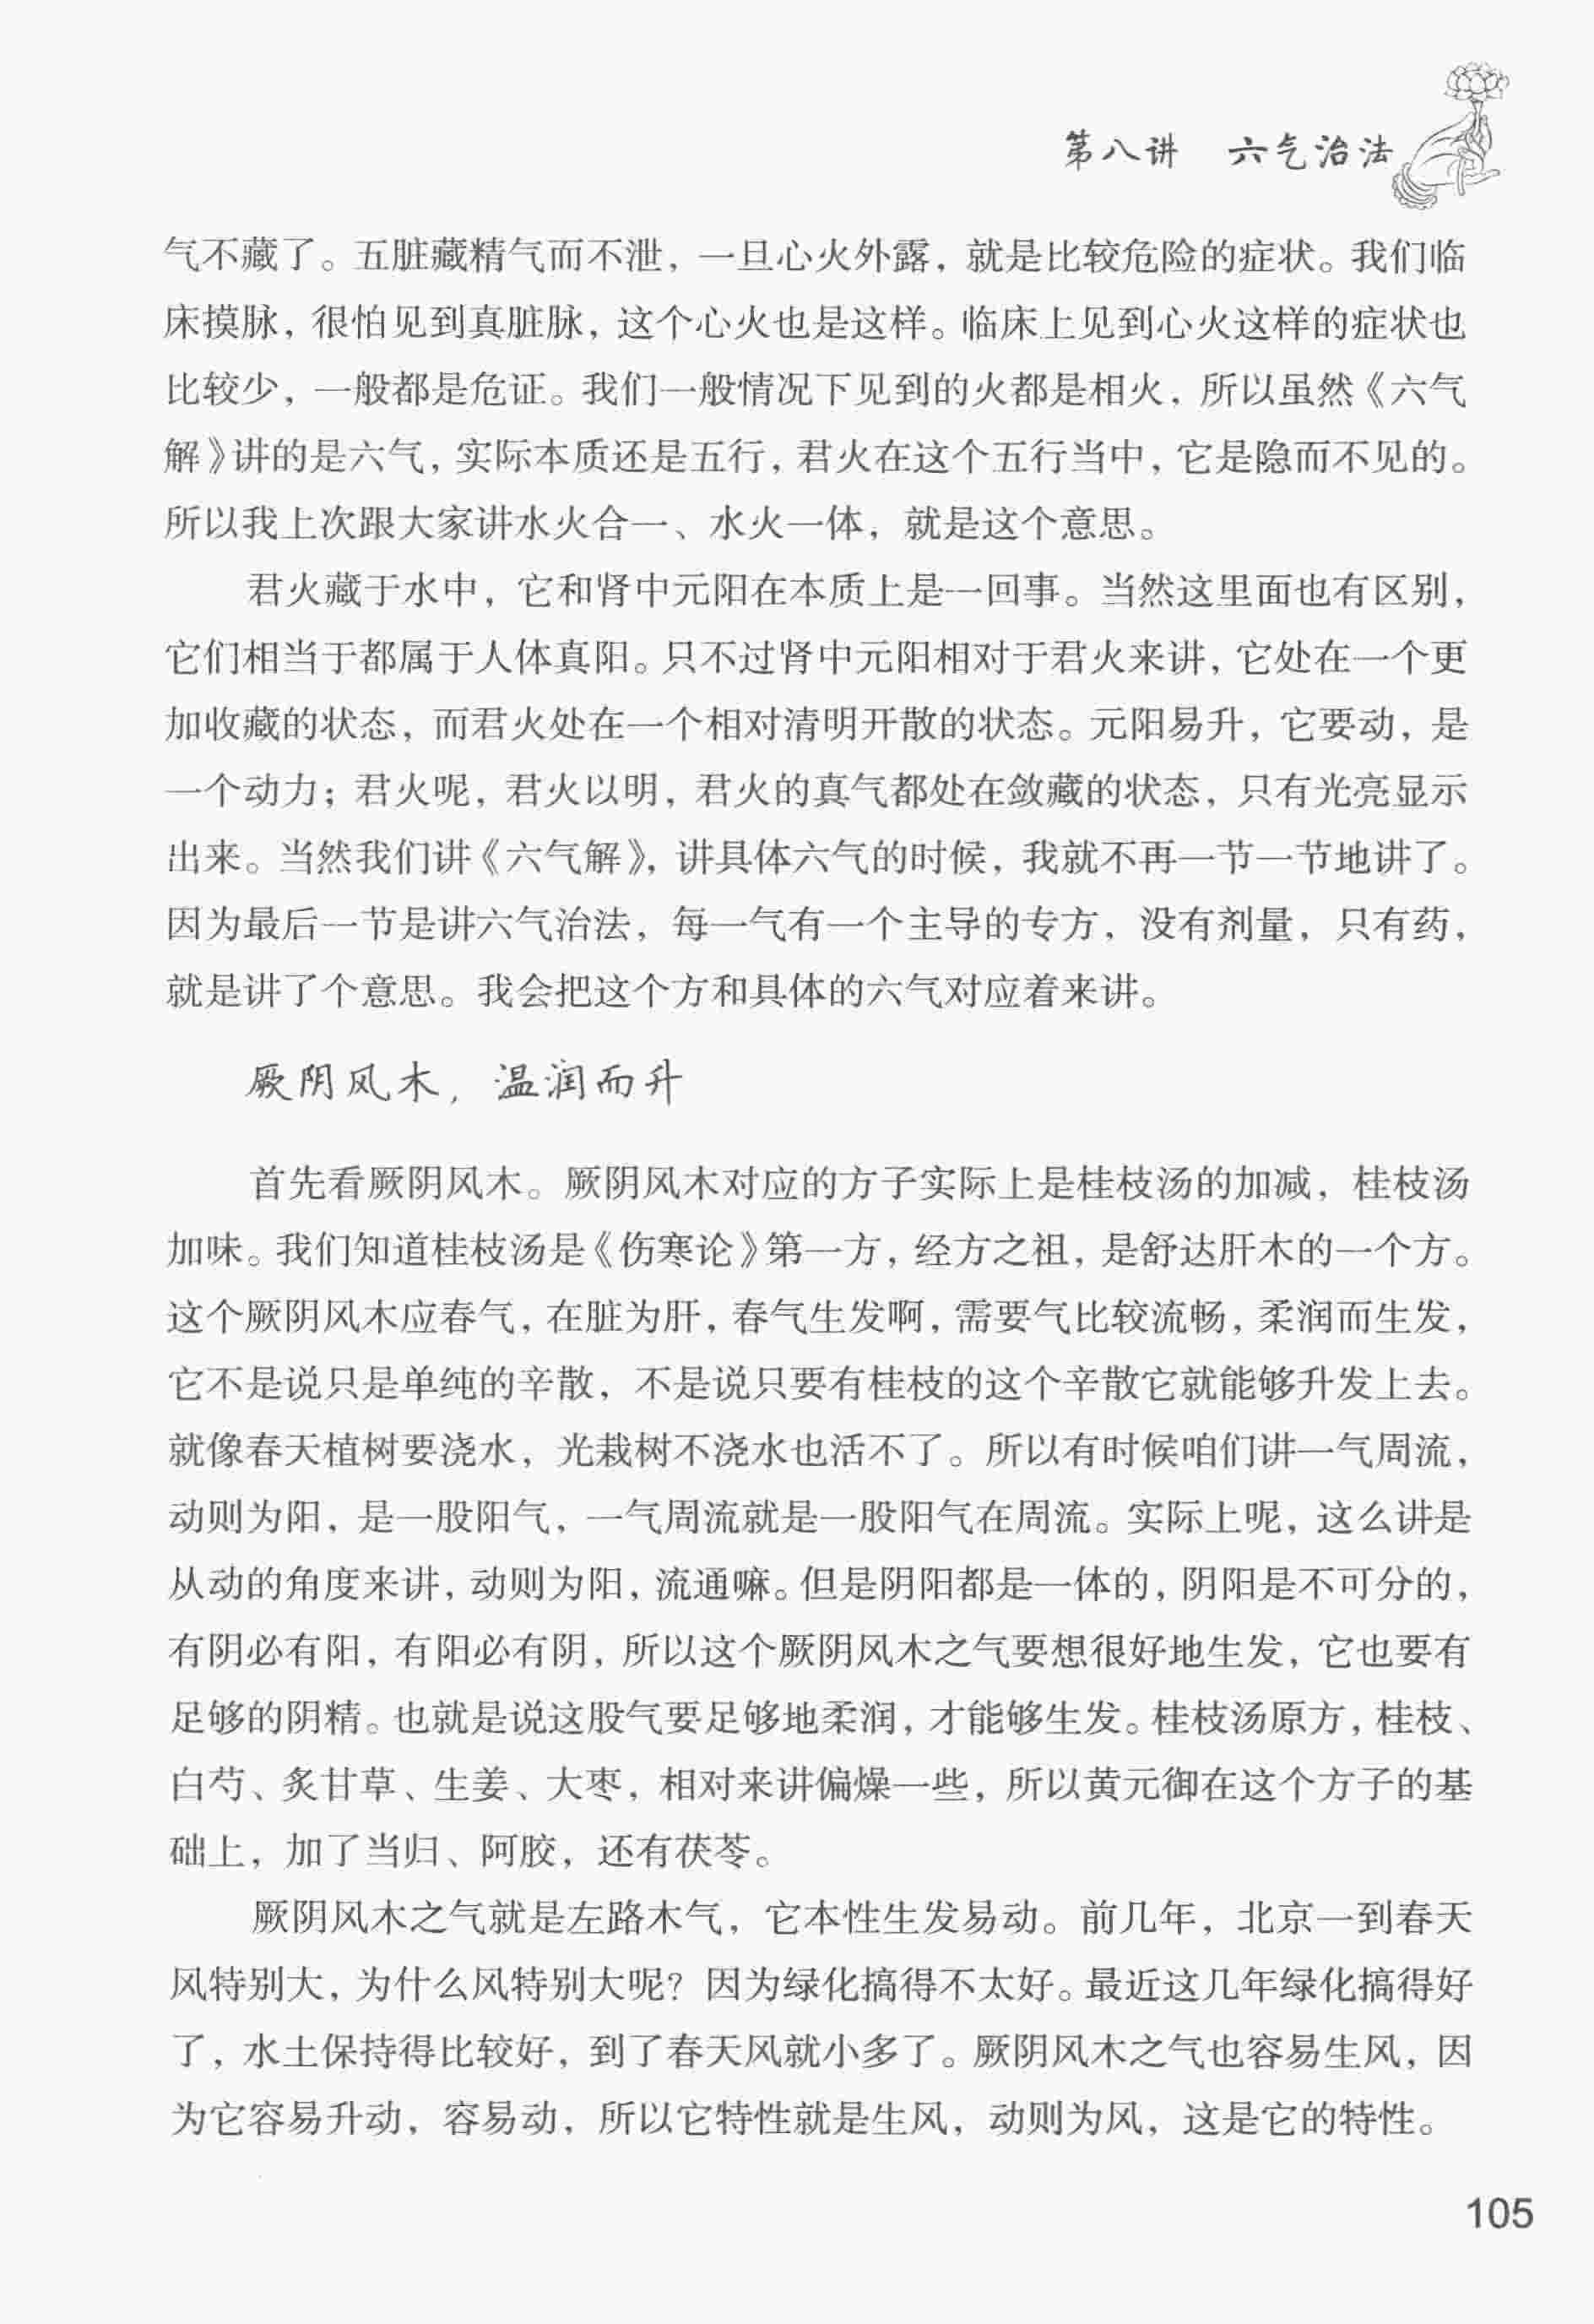 第八讲　六气治法
气不藏了。五脏藏精气而不泄，一旦心火外露，就是比较危险的症状。我们临
床摸脉，很怕见到真脏脉，这个心火也是这样。临床上见到心火这样的症状也
比较少，一般都是危证。我们一般情况下见到的火都是相火，所以虽然《六气
解》讲的是六气，实际本质还是五行，君火在这个五行当中，它是隐而不见的。
所以我上次跟大家讲水火合一、水火一体，就是这个意思。
君火藏于水中，它和肾中元阳在本质上是一回事。当然这里面也有区别，
它们相当于都属于人体真阳。只不过肾中元阳相对于君火来讲，它处在一个更
加收藏的状态，而君火处在一个相对清明开散的状态。元阳易升，它要动，是
一个动力；君火呢，君火以明，君火的真气都处在敛藏的状态，只有光亮显示
出来。当然我们讲《六气解》，讲具体六气的时候，我就不再一节一节地讲了。
因为最后一节是讲六气治法，每一气有一个主导的专方，没有剂量，只有药，
就是讲了个意思。我会把这个方和具体的六气对应着来讲。
厥阴风木，温润而升
首先看厥阴风木。厥阴风木对应的方子实际上是桂枝汤的加减，桂枝汤
加味。我们知道桂枝汤是《伤寒论》第一方，经方之祖，是舒达肝木的一个方。
这个厥阴风木应春气，在脏为肝，春气生发啊，需要气比较流畅，柔润而生发，
它不是说只是单纯的辛散，不是说只要有桂枝的这个辛散它就能够升发上去。
就像春天植树要浇水，光栽树不浇水也活不了。所以有时候咱们讲一气周流，
动则为阳，是一股阳气，一气周流就是一股阳气在周流。实际上呢，这么讲是
从动的角度来讲，动则为阳，流通嘛。但是阴阳都是一体的，阴阳是不可分的，
有阴必有阳，有阳必有阴，所以这个厥阴风木之气要想很好地生发，它也要有
足够的阴精。也就是说这股气要足够地柔润，才能够生发。桂枝汤原方，桂枝、
白芍、炙甘草、生姜、大枣，相对来讲偏燥一些，所以黄元御在这个方子的基
础上，加了当归、阿胶，还有茯苓。
厥阴风木之气就是左路木气，它本性生发易动。前几年，北京一到春天
风特别大，为什么风特别大呢？因为绿化搞得不太好。最近这几年绿化搞得好
了，水土保持得比较好，到了春天风就小多了。厥阴风木之气也容易生风，因
为它容易升动，容易动，所以它特性就是生风，动则为风，这是它的特性。
105